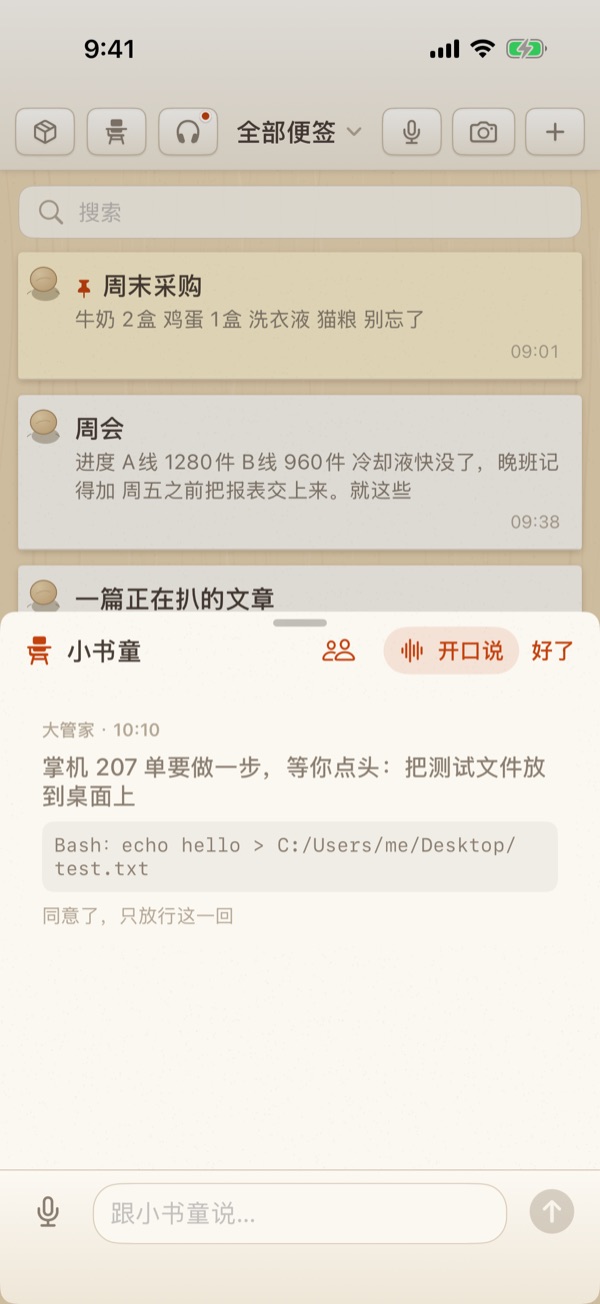 9:41
全部便签
搜索
周末采购
牛奶 2盒 鸡蛋 1盒 洗衣液 猫粮 别忘了
09:01
周会
进度 A线 1280件 B线 960件 冷却液快没了，晚班记
得加 周五之前把报表交上来。就这些
09:38
一篇正在扒的文章
小书童
开口说
好了
大管家 · 10:10
掌机 207 单要做一步，等你点头：把测试文件放
到桌面上
Bash: echo hello > C:/Users/me/Desktop/
test.txt
同意了，只放行这一回
跟小书童说…